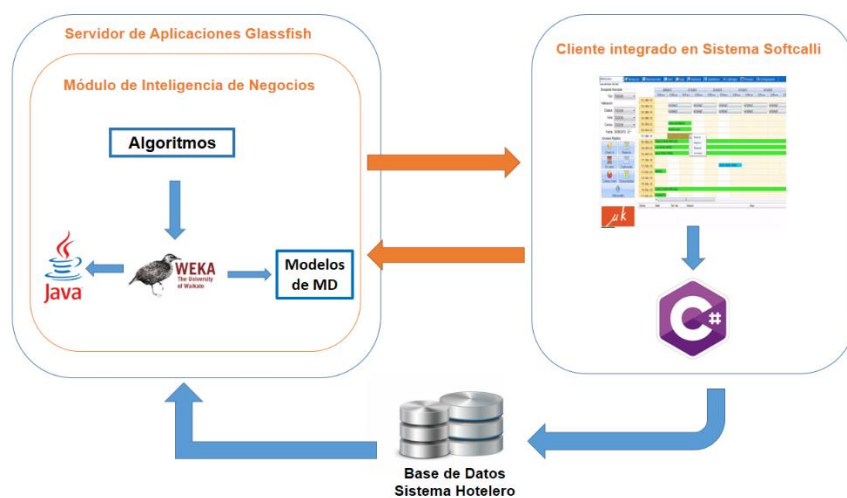 Servidor de Aplicaciones Glassfish
Módulo de Inteligencia de Negocios
Algoritmos
Java
WEKA
The University
of Waikato
Modelos
de MD
Cliente integrado en Sistema Softcalli
μk
C#
Base de Datos
Sistema Hotelero